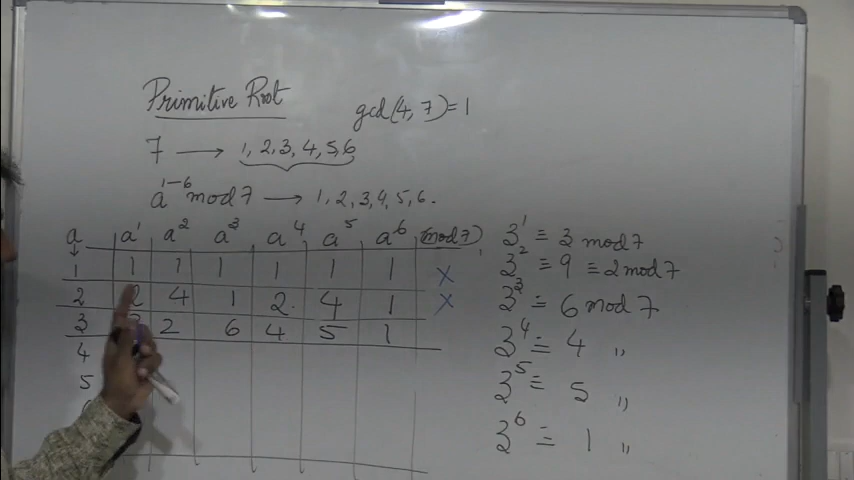 Primitive Root
gcd(4, 7) = 1
7 → 1, 2, 3, 4, 5, 6
a^1-6 mod 7 → 1, 2, 3, 4, 5, 6.
a a^1 a^2 a^3 a^4 a^5 a^6 (mod 7)
1 1 1 1 1 1 1 X
2 2 4 1 2. 4 1 X
3 3 2 6 4 5 1
4
5
3^1 ≡ 3 mod 7
3^2 ≡ 9 ≡ 2 mod 7
3^3 ≡ 6 mod 7
3^4 ≡ 4 ,,
3^5 ≡ 5 ,,
3^6 ≡ 1 ,,